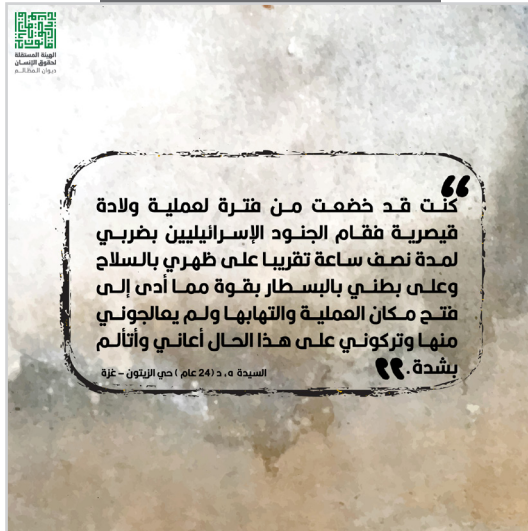 الهيئة المستقلة
لحقوق الإنسان
ديوان المظالم
كنت قد خضعت من فترة لعملية ولادة
قيصرية فقام الجنود الإسرائيليين بضربي
لمدة نصف ساعة تقريبا على ظهري بالسلاح
وعلى بطني بالبسطار بقوة مما أدى إلى
فتح مكان العملية والتهابها ولم يعالجوني
منها وتركوني على هذا الحال أعاني وأتألم
بشدة.
السيدة ه، د (24 عام) حي الزيتون – غزة